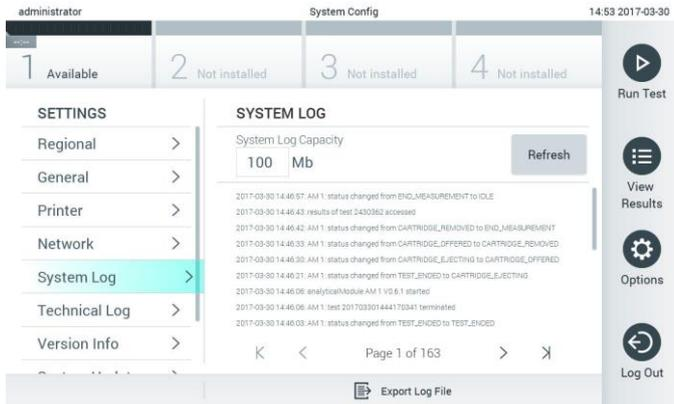 administrator System Config 14:53 2017-03-30
--:--
1 Available 2 Not installed 3 Not installed 4 Not installed
Run Test
SETTINGS
Regional
General
Printer
Network
System Log
Technical Log
Version Info
SYSTEM LOG
System Log Capacity
100 Mb
Refresh
2017-03-30 14:46:57: AM 1: status changed from END_MEASUREMENT to IDLE
2017-03-30 14:46:43: results of test 2430362 accessed
2017-03-30 14:46:42: AM 1: status changed from CARTRIDGE_REMOVED to END_MEASUREMENT
2017-03-30 14:46:33: AM 1: status changed from CARTRIDGE_OFFERED to CARTRIDGE_REMOVED
2017-03-30 14:46:30: AM 1: status changed from CARTRIDGE_EJECTING to CARTRIDGE_OFFERED
2017-03-30 14:46:21: AM 1: status changed from TEST_ENDED to CARTRIDGE_EJECTING
2017-03-30 14:46:06: analyticalModule AM 1 V0.6.1 started
2017-03-30 14:46:06: AM 1: test 201703301444170341 terminated
2017-03-30 14:46:03: AM 1: status changed from TEST_ENDED to TEST_ENDED
Page 1 of 163
Export Log File
View
Results
Options
Log Out